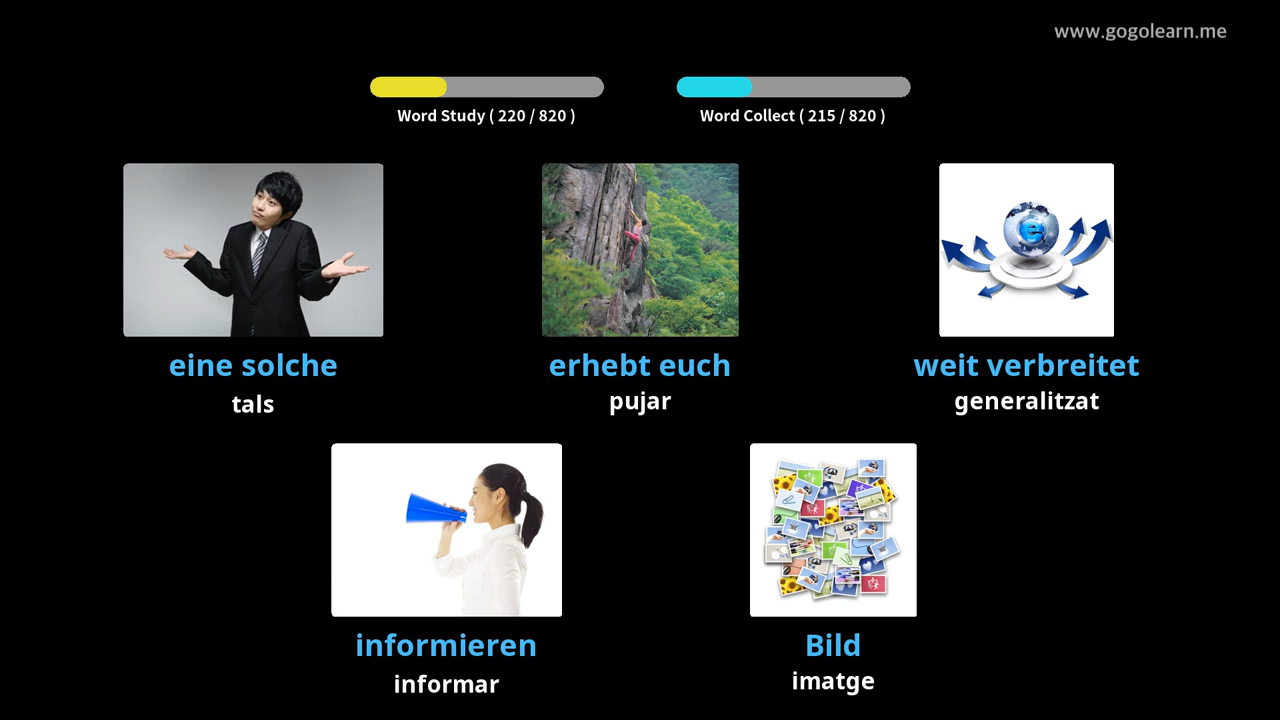 www.gogolearn.me
Word Study ( 220 / 820 )
Word Collect ( 215 / 820 )
eine solche
tals
erhebt euch
pujar
weit verbreitet
generalitzat
informieren
informar
Bild
imatge